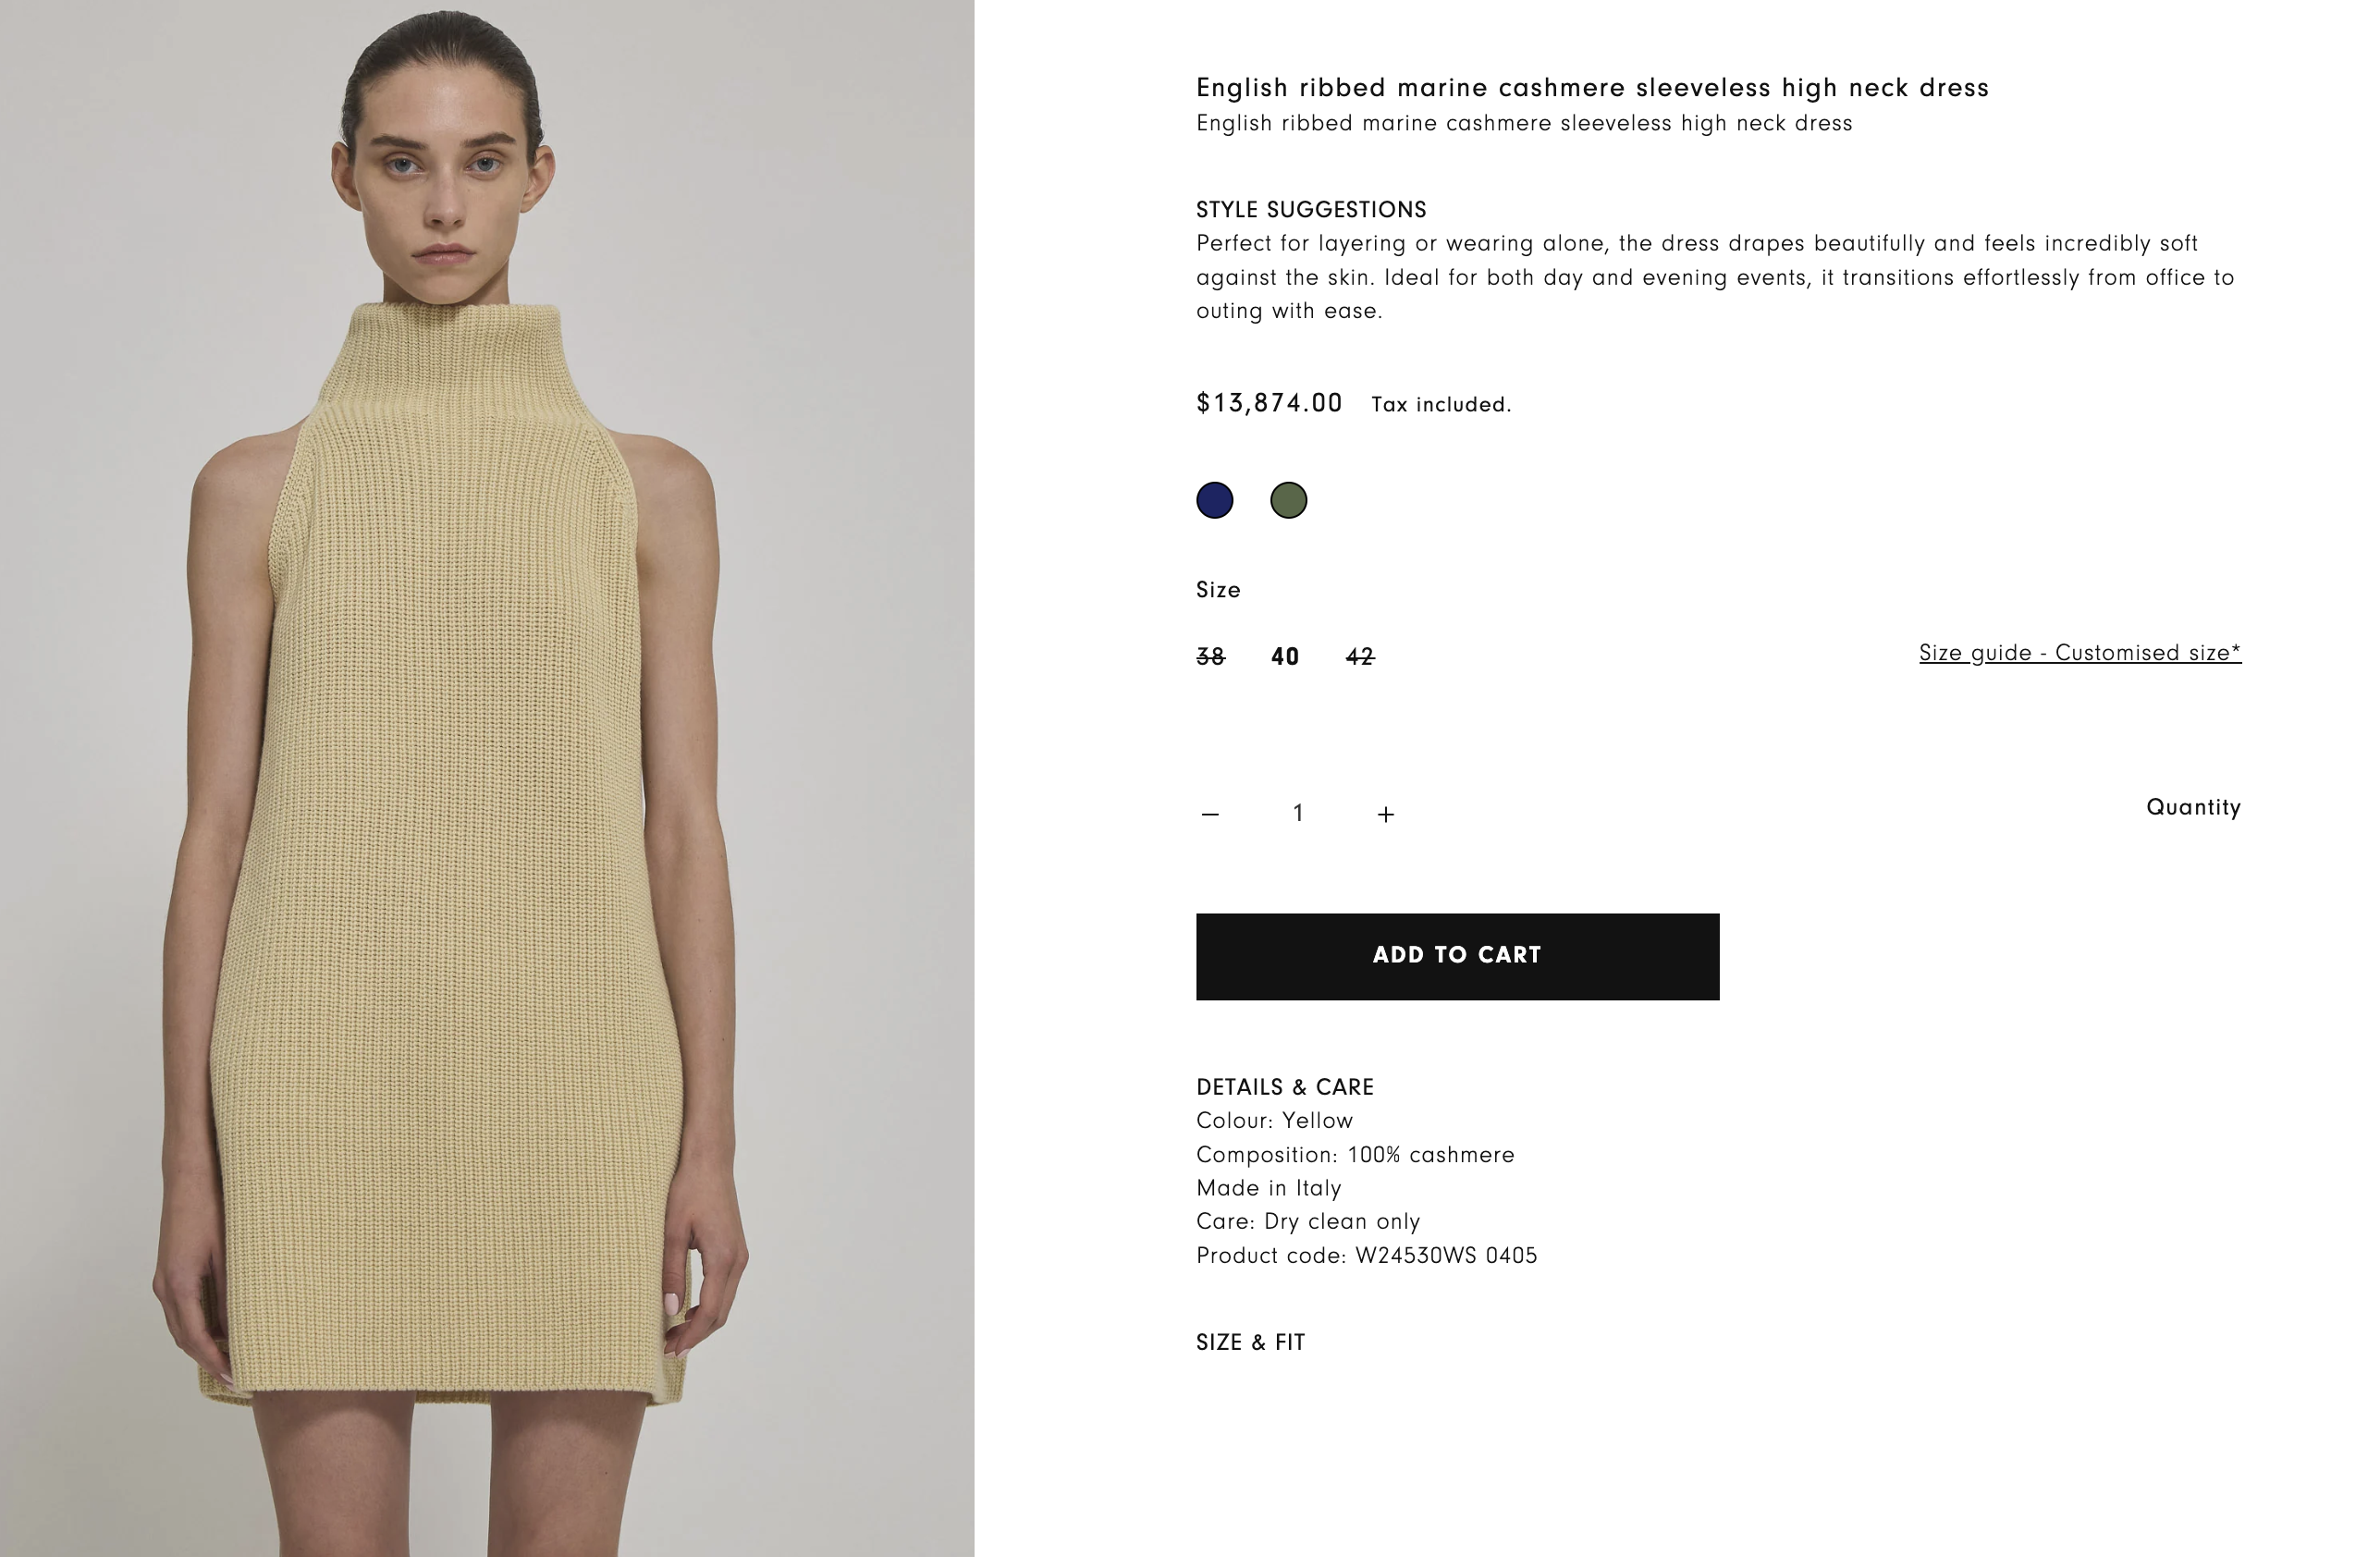 English ribbed marine cashmere sleeveless high neck dress
English ribbed marine cashmere sleeveless high neck dress
STYLE SUGGESTIONS
Perfect for layering or wearing alone, the dress drapes beautifully and feels incredibly soft
against the skin. Ideal for both day and evening events, it transitions effortlessly from office to
outing with ease.
$13,874.00 Tax included.
Size
38 40 42
Size guide - Customised size*
– 1 +
Quantity
ADD TO CART
DETAILS & CARE
Colour: Yellow
Composition: 100% cashmere
Made in Italy
Care: Dry clean only
Product code: W24530WS 0405
SIZE & FIT